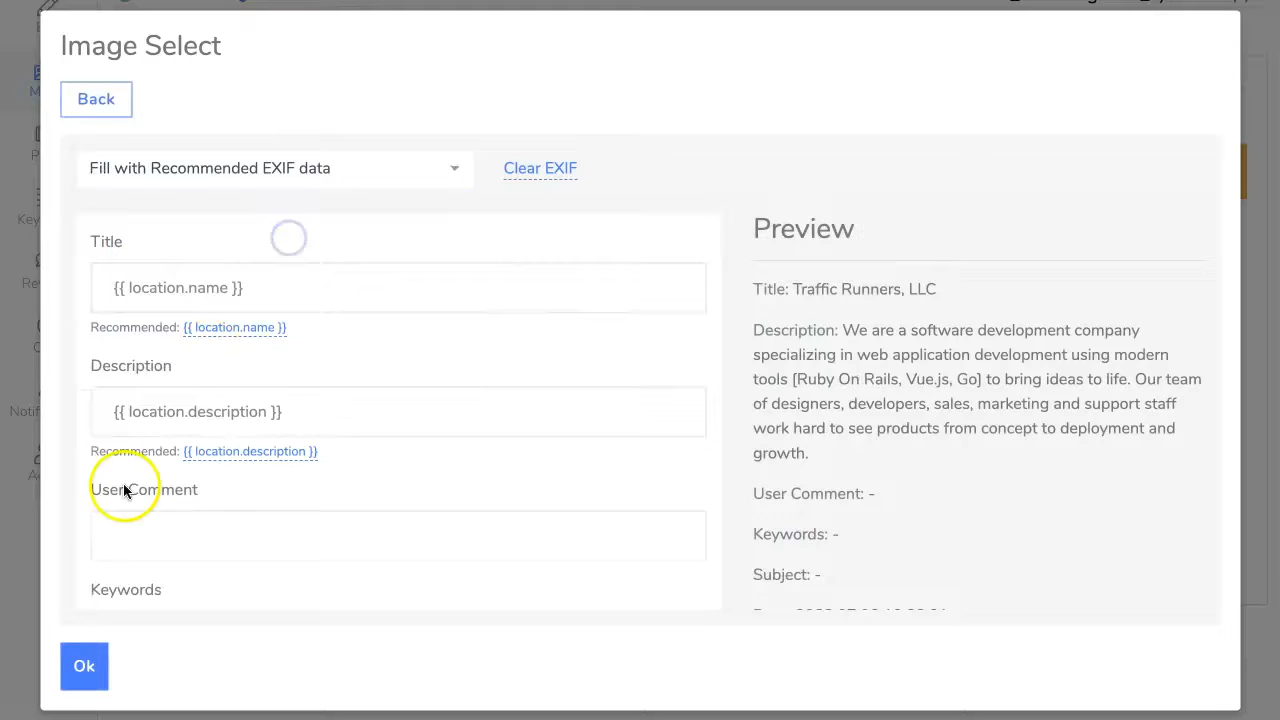 Image Select
Back
Fill with Recommended EXIF data
Clear EXIF
Title
{{ location.name }}
Recommended: {{ location.name }}
Description
{{ location.description }}
Recommended: {{ location.description }}
User Comment
Keywords
Preview
Title: Traffic Runners, LLC
Description: We are a software development company
specializing in web application development using modern
tools [Ruby On Rails, Vue.js, Go] to bring ideas to life. Our team
of designers, developers, sales, marketing and support staff
work hard to see products from concept to deployment and
growth.
User Comment: -
Keywords: -
Subject: -
Ok